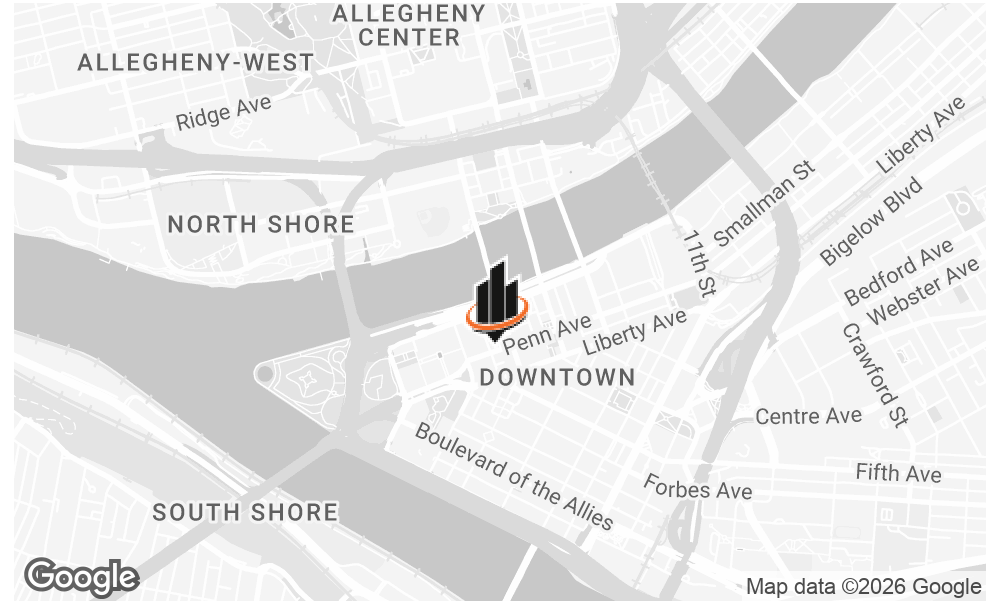 ALLEGHENY
CENTER
ALLEGHENY-WEST
Ridge Ave
Liberty Ave
Smallman St
Bigelow Blvd
NORTH SHORE
11th St
Bedford Ave
Webster Ave
Penn Ave
Liberty Ave
Crawford St
DOWNTOWN
Centre Ave
Boulevard of the Allies
Fifth Ave
Forbes Ave
SOUTH SHORE
Google
Map data ©2026 Google